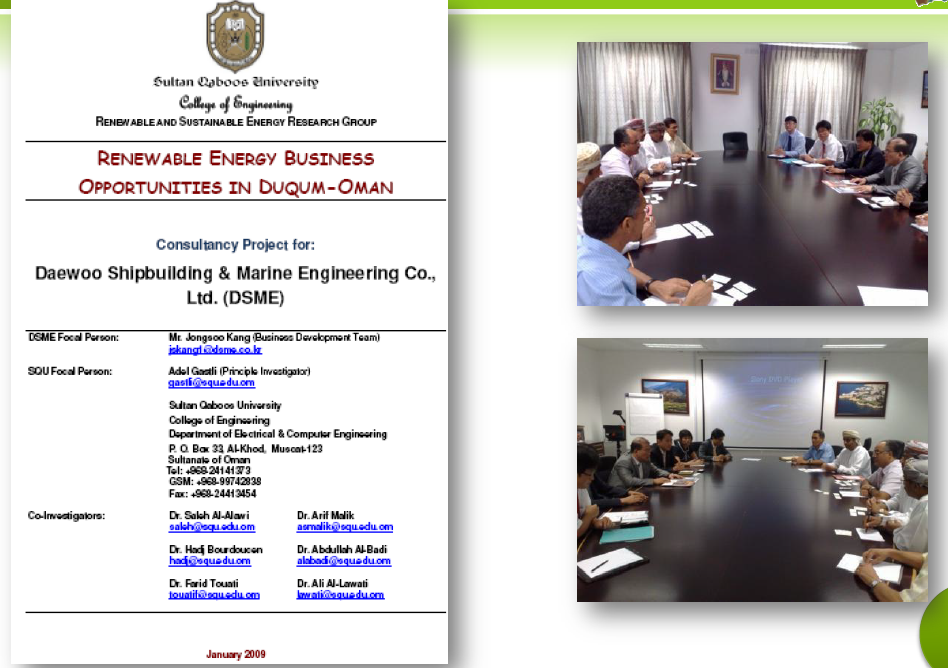 Sultan Qaboos University
College of Engineering
RENEWABLE AND SUSTAINABLE ENERGY RESEARCH GROUP
RENEWABLE ENERGY BUSINESS
OPPORTUNITIES IN DUQUM-OMAN
Consultancy Project for:
Daewoo Shipbuilding & Marine Engineering Co.,
Ltd. (DSME)
DSME Focal Person: Mr. Jongsoo Kang (Business Development Team)
jskang1@dsme.co.kr
SQU Focal Person: Adel Gastli (Principle Investigator)
gastli@squ.edu.om
Sultan Qaboos University
College of Engineering
Department of Electrical & Computer Engineering
P. O. Box 33, Al-Khod, Muscat-123
Sultanate of Oman
Tel: +968-24141373
GSM: +968-99742838
Fax: +968-24413454
Co-Investigators: Dr. Saleh Al-Alawi Dr. Arif Malik
saleh@squ.edu.om asmalik@squ.edu.om
Dr. Hadj Bourdoucen Dr. Abdullah Al-Badi
hadj@squ.edu.om alabadi@squ.edu.om
Dr. Farid Touati Dr. Ali Al-Lawati
touatif@squ.edu.om lawati@squ.edu.om
January 2009